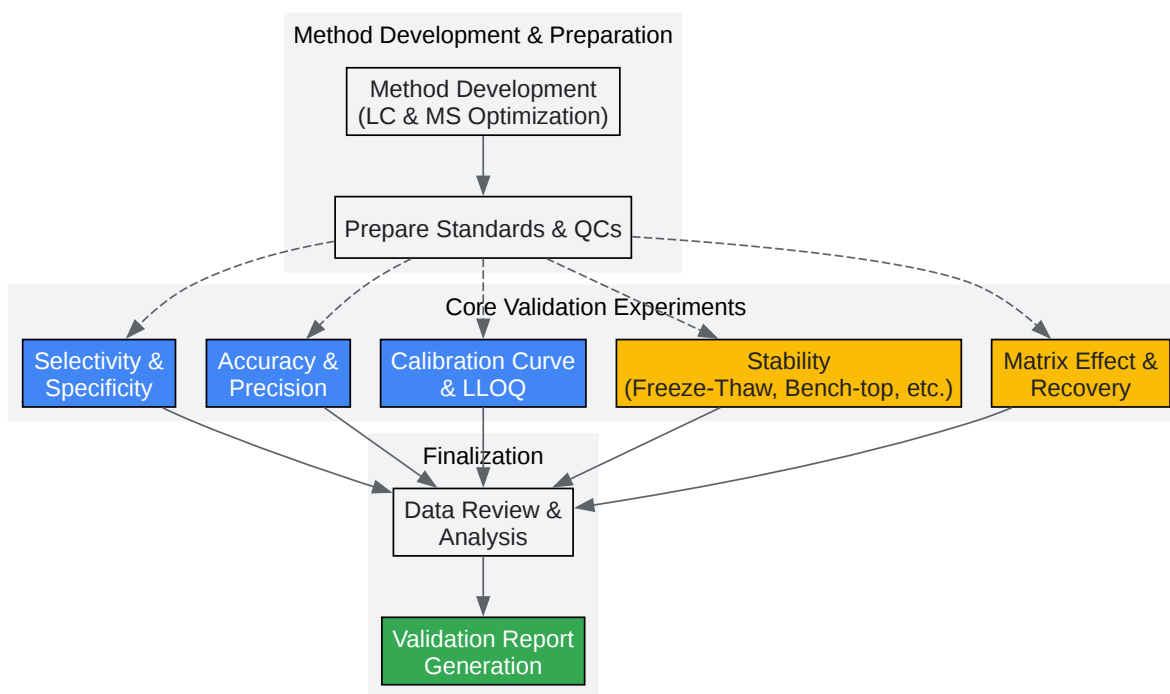 Method Development & Preparation
Method Development
(LC & MS Optimization)
Prepare Standards & QCs
Core Validation Experiments
Selectivity &
Specificity
Accuracy &
Precision
Calibration Curve
& LLOQ
Stability
(Freeze-Thaw, Bench-top, etc.)
Matrix Effect &
Recovery
Finalization
Data Review &
Analysis
Validation Report
Generation